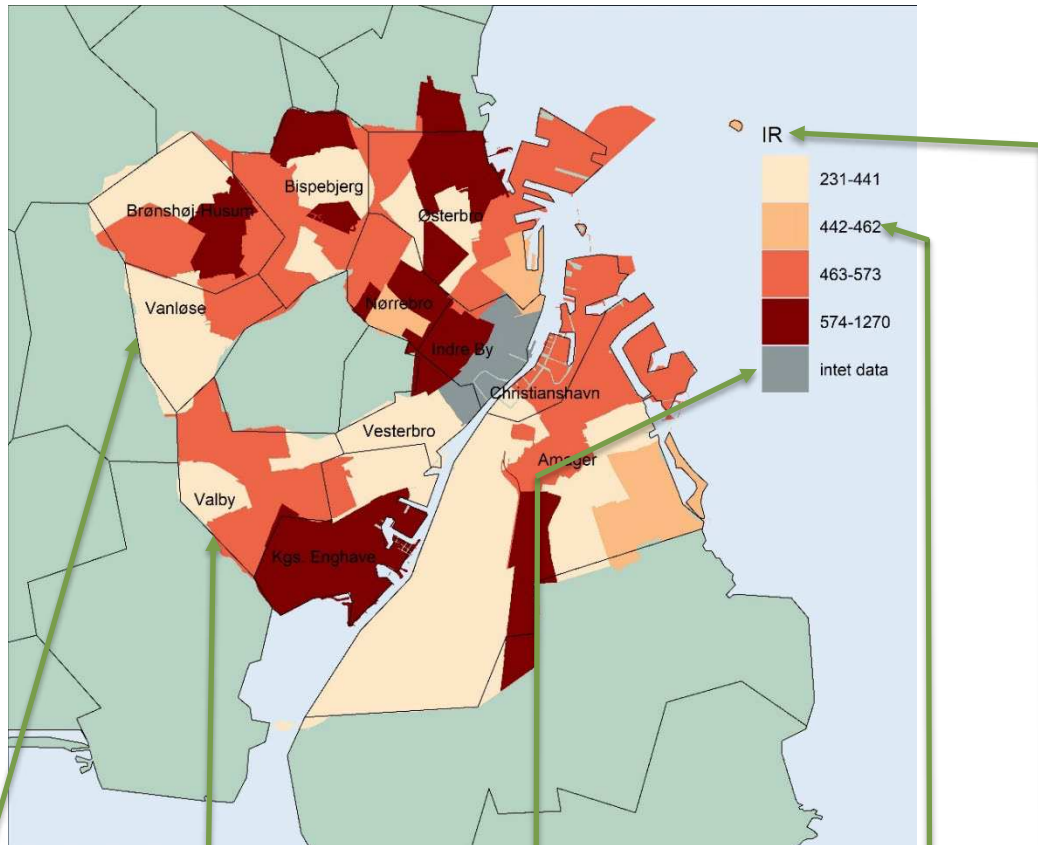 IR
231-441
442-462
463-573
574-1270
intet data
Bispebjerg
Brønshøj-Husum
Østerbro
Vanløse
Nørrebro
Indre By
Christianshavn
Vesterbro
Amager
Valby
Kgs. Enghave